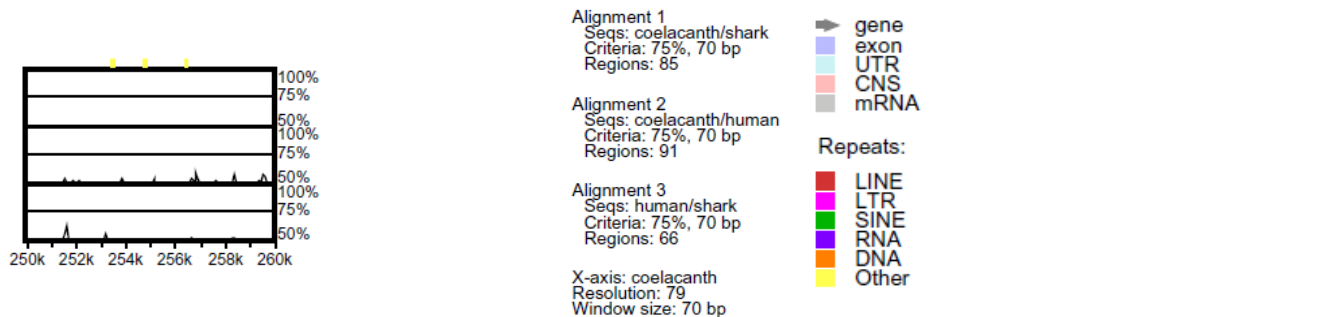 100%
75%
50%
100%
75%
50%
100%
75%
50%
250k 252k 254k 256k 258k 260k
Alignment 1
Seqs: coelacanth/shark
Criteria: 75%, 70 bp
Regions: 85
Alignment 2
Seqs: coelacanth/human
Criteria: 75%, 70 bp
Regions: 91
Alignment 3
Seqs: human/shark
Criteria: 75%, 70 bp
Regions: 66
X-axis: coelacanth
Resolution: 79
Window size: 70 bp
gene
exon
UTR
CNS
mRNA
Repeats:
LINE
LTR
SINE
RNA
DNA
Other